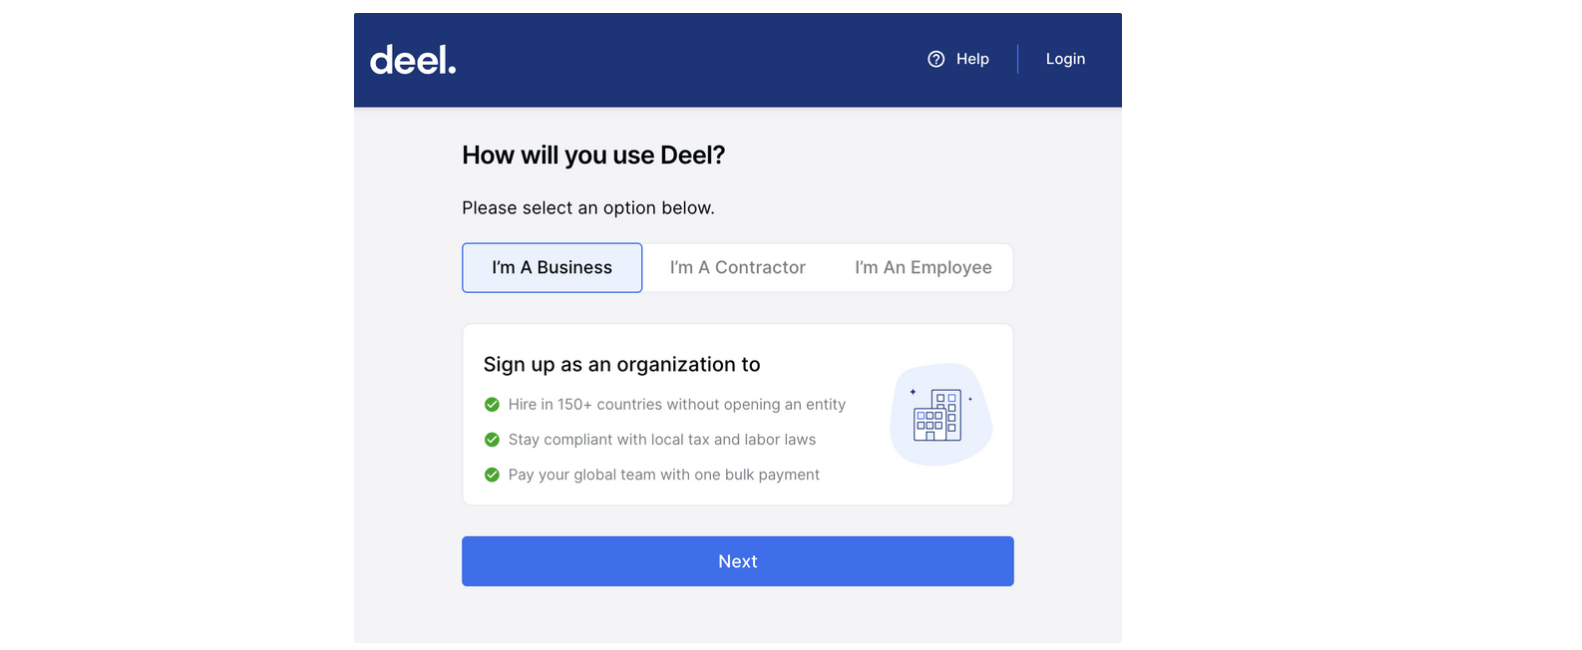 deel.
Help
Login
How will you use Deel?
Please select an option below.
I'm A Business
I'm A Contractor
I'm An Employee
Sign up as an organization to
Hire in 150+ countries without opening an entity
Stay compliant with local tax and labor laws
Pay your global team with one bulk payment
Next